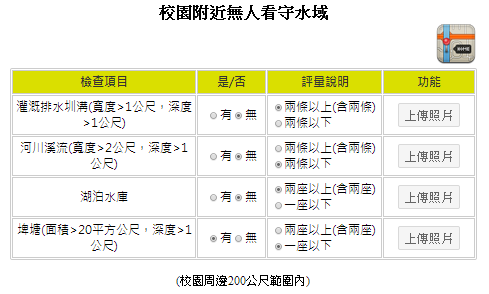 校園附近無人看守水域
HOME
檢查項目 是/否 評量說明 功能
灌溉排水圳溝(寬度>1公尺，深度
>1公尺)
有 無
兩條以上(含兩條)
兩條以下
上傳照片
河川溪流(寬度>2公尺，深度>1
公尺)
有 無
兩條以上(含兩條)
兩條以下
上傳照片
湖泊水庫
有 無
兩座以上(含兩座)
一座以下
上傳照片
埤塘(面積>20平方公尺，深度>1
公尺)
有 無
兩座以上(含兩座)
一座以下
上傳照片
(校園周邊200公尺範圍內)